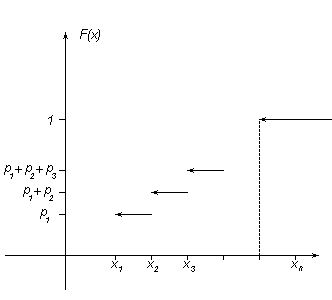 F(x)
1
p₁+p₂+p₃
p₁+p₂
p₁
x₁ x₂ x₃ xₙ